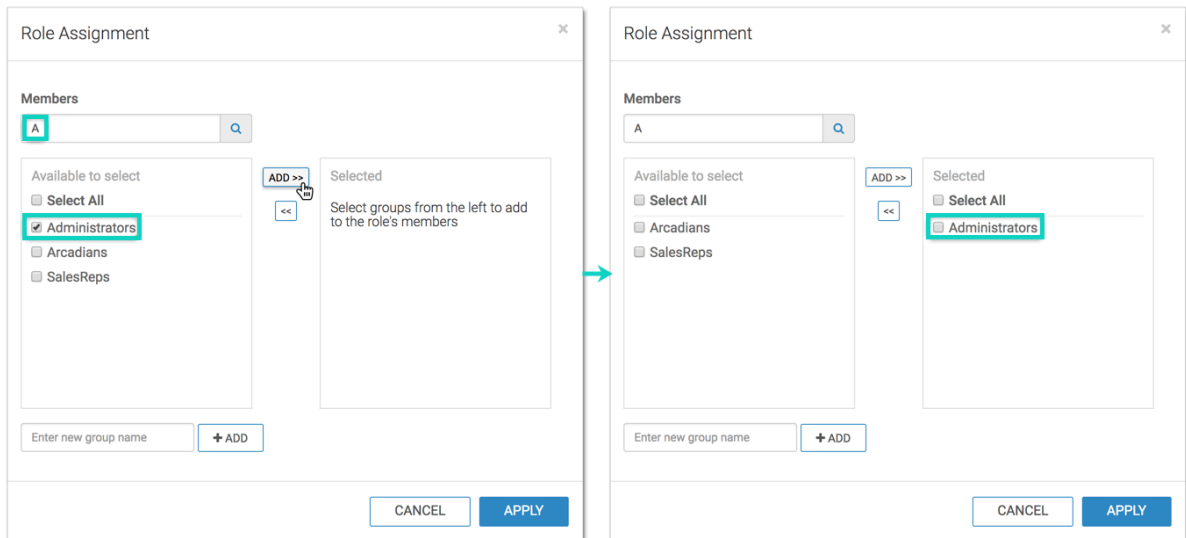 Role Assignment
×
Members
A
Available to select
Select All
Administrators
Arcadians
SalesReps
ADD >>
<<
Selected
Select groups from the left to add
to the role's members
Enter new group name
+ ADD
CANCEL
APPLY
Role Assignment
×
Members
A
Available to select
Select All
Arcadians
SalesReps
ADD >>
<<
Selected
Select All
Administrators
Enter new group name
+ ADD
CANCEL
APPLY